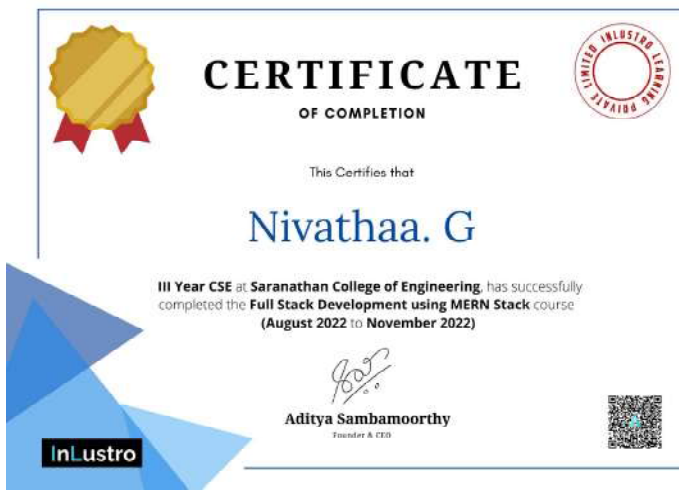 CERTIFICATE
OF COMPLETION
INLUSTRO LEARNING PRIVATE LIMITED
This Certifies that
Nivathaa. G
III Year CSE at Saranathan College of Engineering, has successfully
completed the Full Stack Development using MERN Stack course
(August 2022 to November 2022)
Aditya Sambamoorthy
Founder & CEO
InLustro